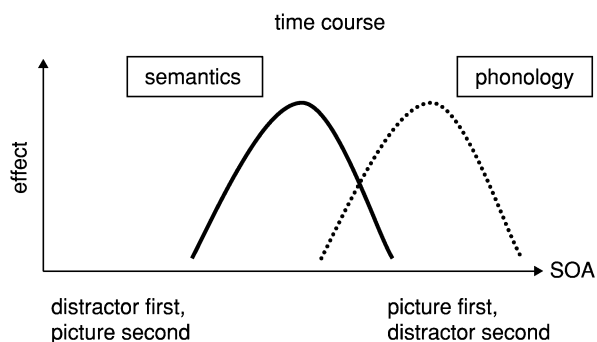 time course
semantics
phonology
effect
SOA
distractor first,
picture second
picture first,
distractor second